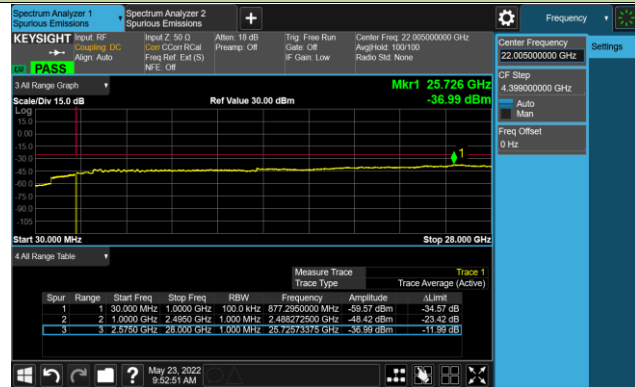 Spectrum Analyzer 1
Spurious Emissions
Spectrum Analyzer 2
Spurious Emissions
+
Frequency
KEYSIGHT
Input: RF
Coupling: DC
Align: Auto
Input Z: 50 Ω
Corr CCorr RCal
Freq Ref: Ext (S)
NFE: Off
Atten: 18 dB
Preamp: Off
Trig: Free Run
Gate: Off
IF Gain: Low
Center Freq: 22.005000000 GHz
Avg|Hold: 100/100
Radio Std: None
PASS
Center Frequency
22.005000000 GHz
Settings
CF Step
4.399000000 GHz
Auto
Man
Freq Offset
0 Hz
3 All Range Graph
Mkr1 25.726 GHz
Scale/Div 15.0 dB
Ref Value 30.00 dBm
-36.99 dBm
Log
15.0
0.00
-15.0
-30.0
-45.0
-60.0
-75.0
-90.0
-105
1
Start 30.000 MHz
Stop 28.000 GHz
4 All Range Table
Measure Trace Trace 1
Trace Type Trace Average (Active)
Spur Range Start Freq Stop Freq RBW Frequency Amplitude ΔLimit
1 1 30.000 MHz 1.0000 GHz 100.0 kHz 877.2950000 MHz -59.57 dBm -34.57 dB
2 2 1.0000 GHz 2.4950 GHz 1.000 MHz 2.488272500 GHz -48.42 dBm -23.42 dB
3 3 2.5750 GHz 28.000 GHz 1.000 MHz 25.72573375 GHz -36.99 dBm -11.99 dB
?
May 23, 2022
9:52:51 AM